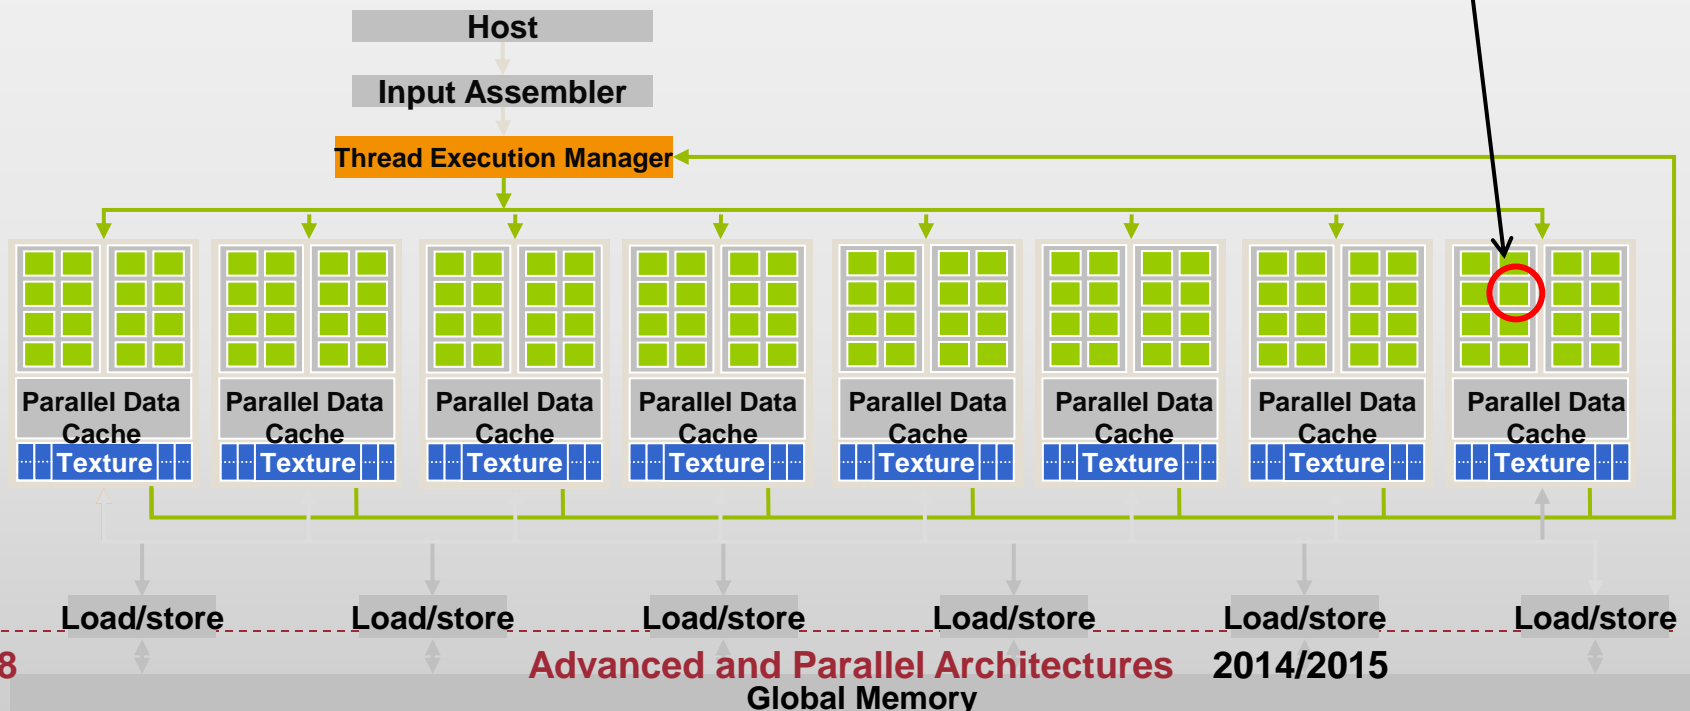 Host
Input Assembler
Thread Execution Manager
Parallel Data Cache
Parallel Data Cache
Parallel Data Cache
Parallel Data Cache
Parallel Data Cache
Parallel Data Cache
Parallel Data Cache
Parallel Data Cache
Texture
Texture
Texture
Texture
Texture
Texture
Texture
Texture
Load/store
Load/store
Load/store
Load/store
Load/store
Load/store
8
Advanced and Parallel Architectures 2014/2015
Global Memory